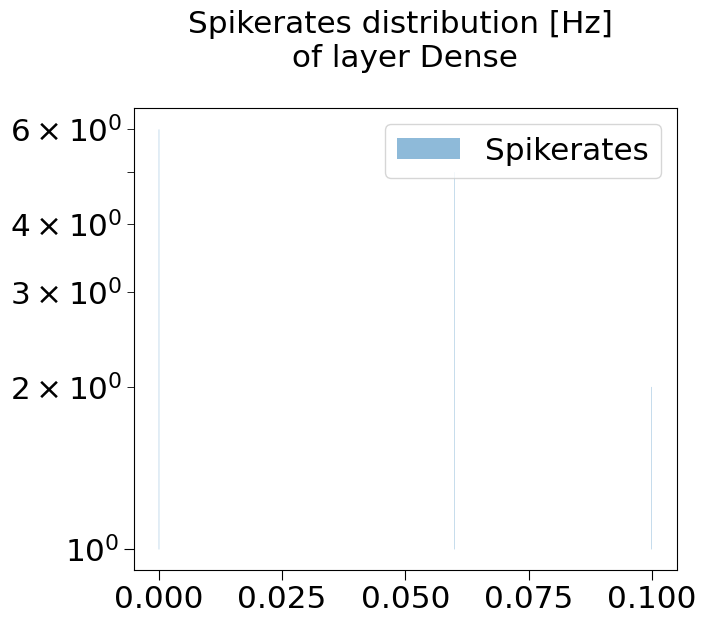 Spikerates distribution [Hz]
of layer Dense
Spikerates
6 × 10⁰
4 × 10⁰
3 × 10⁰
2 × 10⁰
10⁰
0.000 0.025 0.050 0.075 0.100